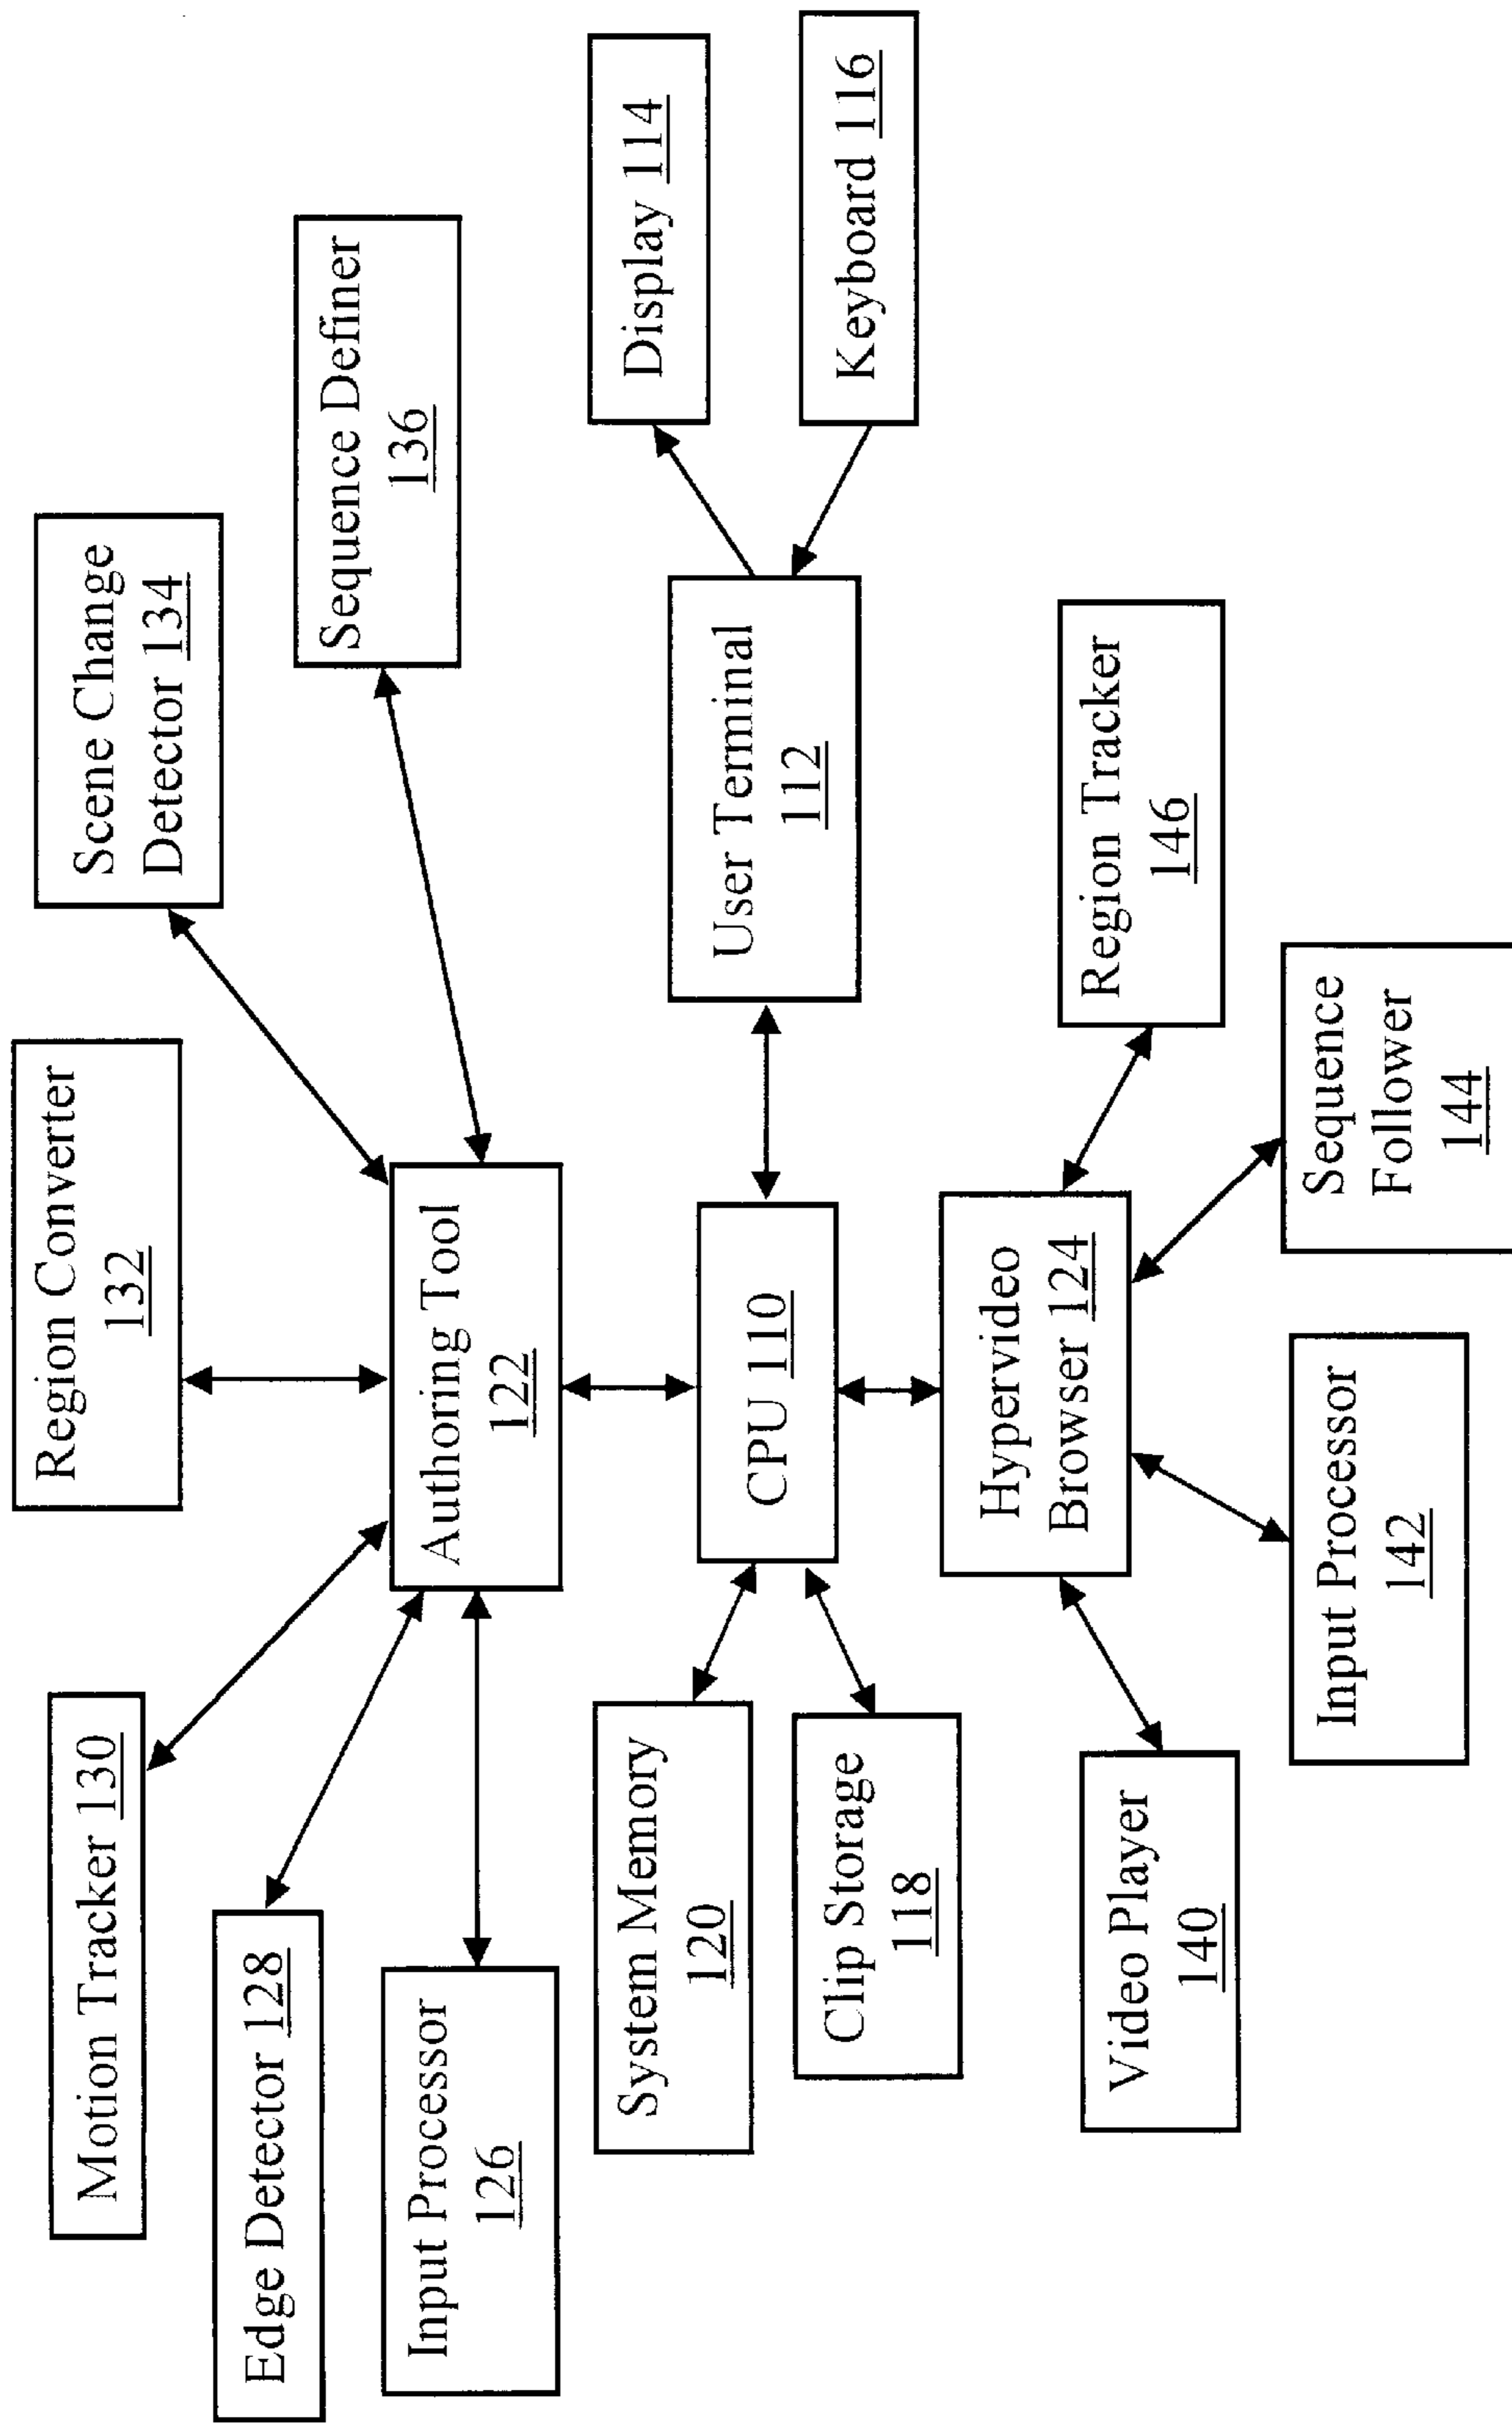 Motion Tracker 130
Region Converter
132
Scene Change
Detector 134
Edge Detector 128
Sequence Definer
136
Input Processor
126
Authoring Tool
122
System Memory
120
Clip Storage
118
CPU 110
User Terminal
112
Display 114
Keyboard 116
Hypervideo
Browser 124
Video Player
140
Input Processor
142
Sequence
Follower
144
Region Tracker
146